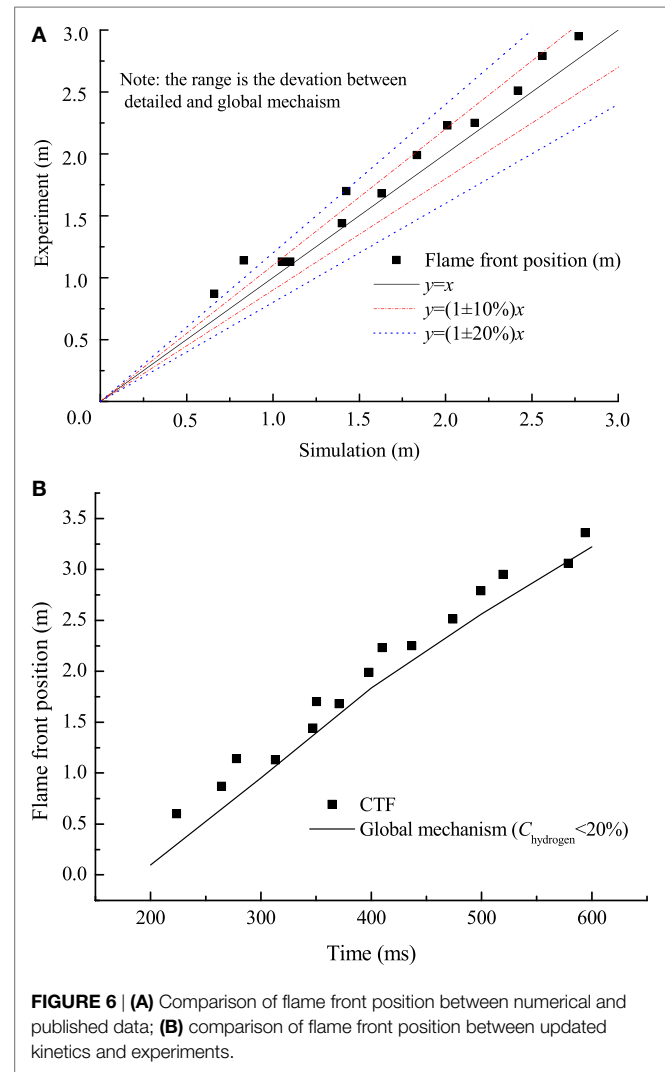 A
Note: the range is the devation between
detailed and global mechaism
Experiment (m)
3.0
2.5
2.0
1.5
1.0
0.5
0.0
0.5
1.0
1.5
2.0
2.5
3.0
Flame front position (m)
y=x
y=(1±10%)x
y=(1±20%)x
Simulation (m)
B
Flame front position (m)
3.5
3.0
2.5
2.0
1.5
1.0
0.5
0.0
CTF
Global mechanism (Chydrogen<20%)
200
300
400
500
600
Time (ms)
FIGURE 6 | (A) Comparison of flame front position between numerical and
published data; (B) comparison of flame front position between updated
kinetics and experiments.